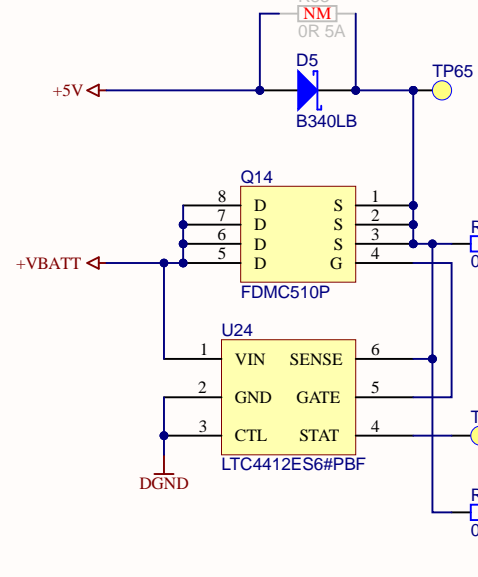 NM
0R 5A
D5
+5V
TP65
B340LB
Q14
8 D S 1
7 D S 2
6 D S 3
5 D G 4
+VBATT
FDMC510P
U24
1 VIN SENSE 6
2 GND GATE 5
3 CTL STAT 4
LTC4412ES6#PBF
DGND